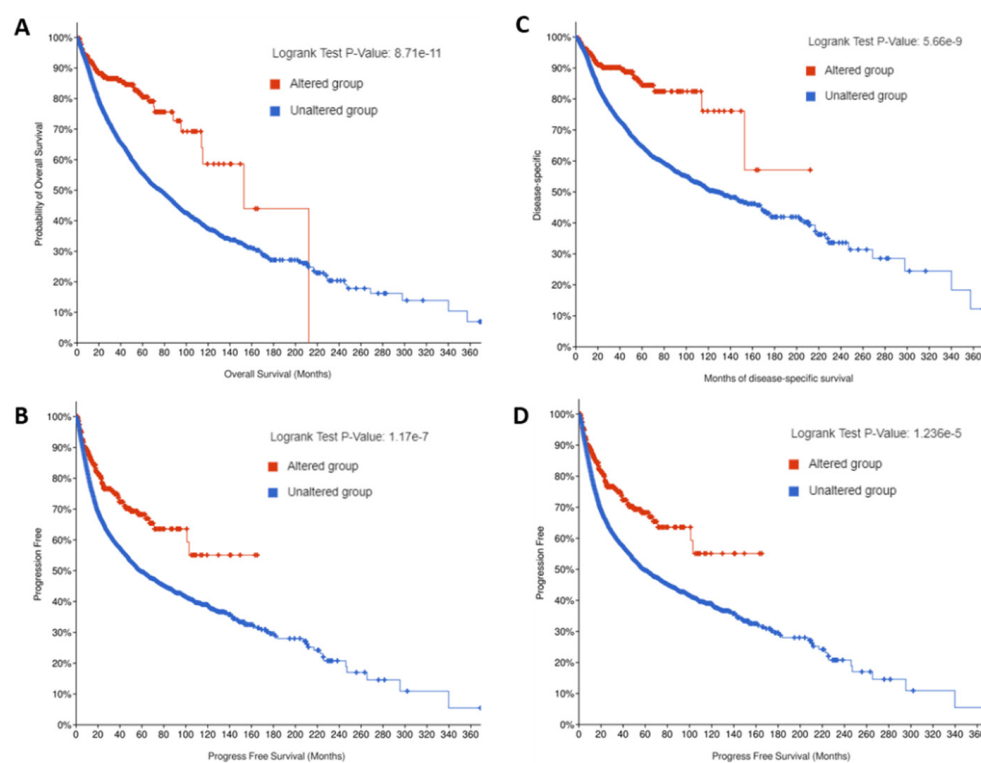 A
Logrank Test P-Value: 8.71e-11
Altered group
Unaltered group
Probability of Overall Survival
100%
90%
80%
70%
60%
50%
40%
30%
20%
10%
0%
0 20 40 60 80 100 120 140 160 180 200 220 240 260 280 300 320 340 360
Overall Survival (Months)
C
Logrank Test P-Value: 5.66e-9
Altered group
Unaltered group
Disease-specific
100%
90%
80%
70%
60%
50%
40%
30%
20%
10%
0%
0 20 40 60 80 100 120 140 160 180 200 220 240 260 280 300 320 340 360
Months of disease-specific survival
B
Logrank Test P-Value: 1.17e-7
Altered group
Unaltered group
Progression Free
100%
90%
80%
70%
60%
50%
40%
30%
20%
10%
0%
0 20 40 60 80 100 120 140 160 180 200 220 240 260 280 300 320 340 360
Progress Free Survival (Months)
D
Logrank Test P-Value: 1.236e-5
Altered group
Unaltered group
Progression Free
100%
90%
80%
70%
60%
50%
40%
30%
20%
10%
0%
0 20 40 60 80 100 120 140 160 180 200 220 240 260 280 300 320 340 360
Progress Free Survival (Months)